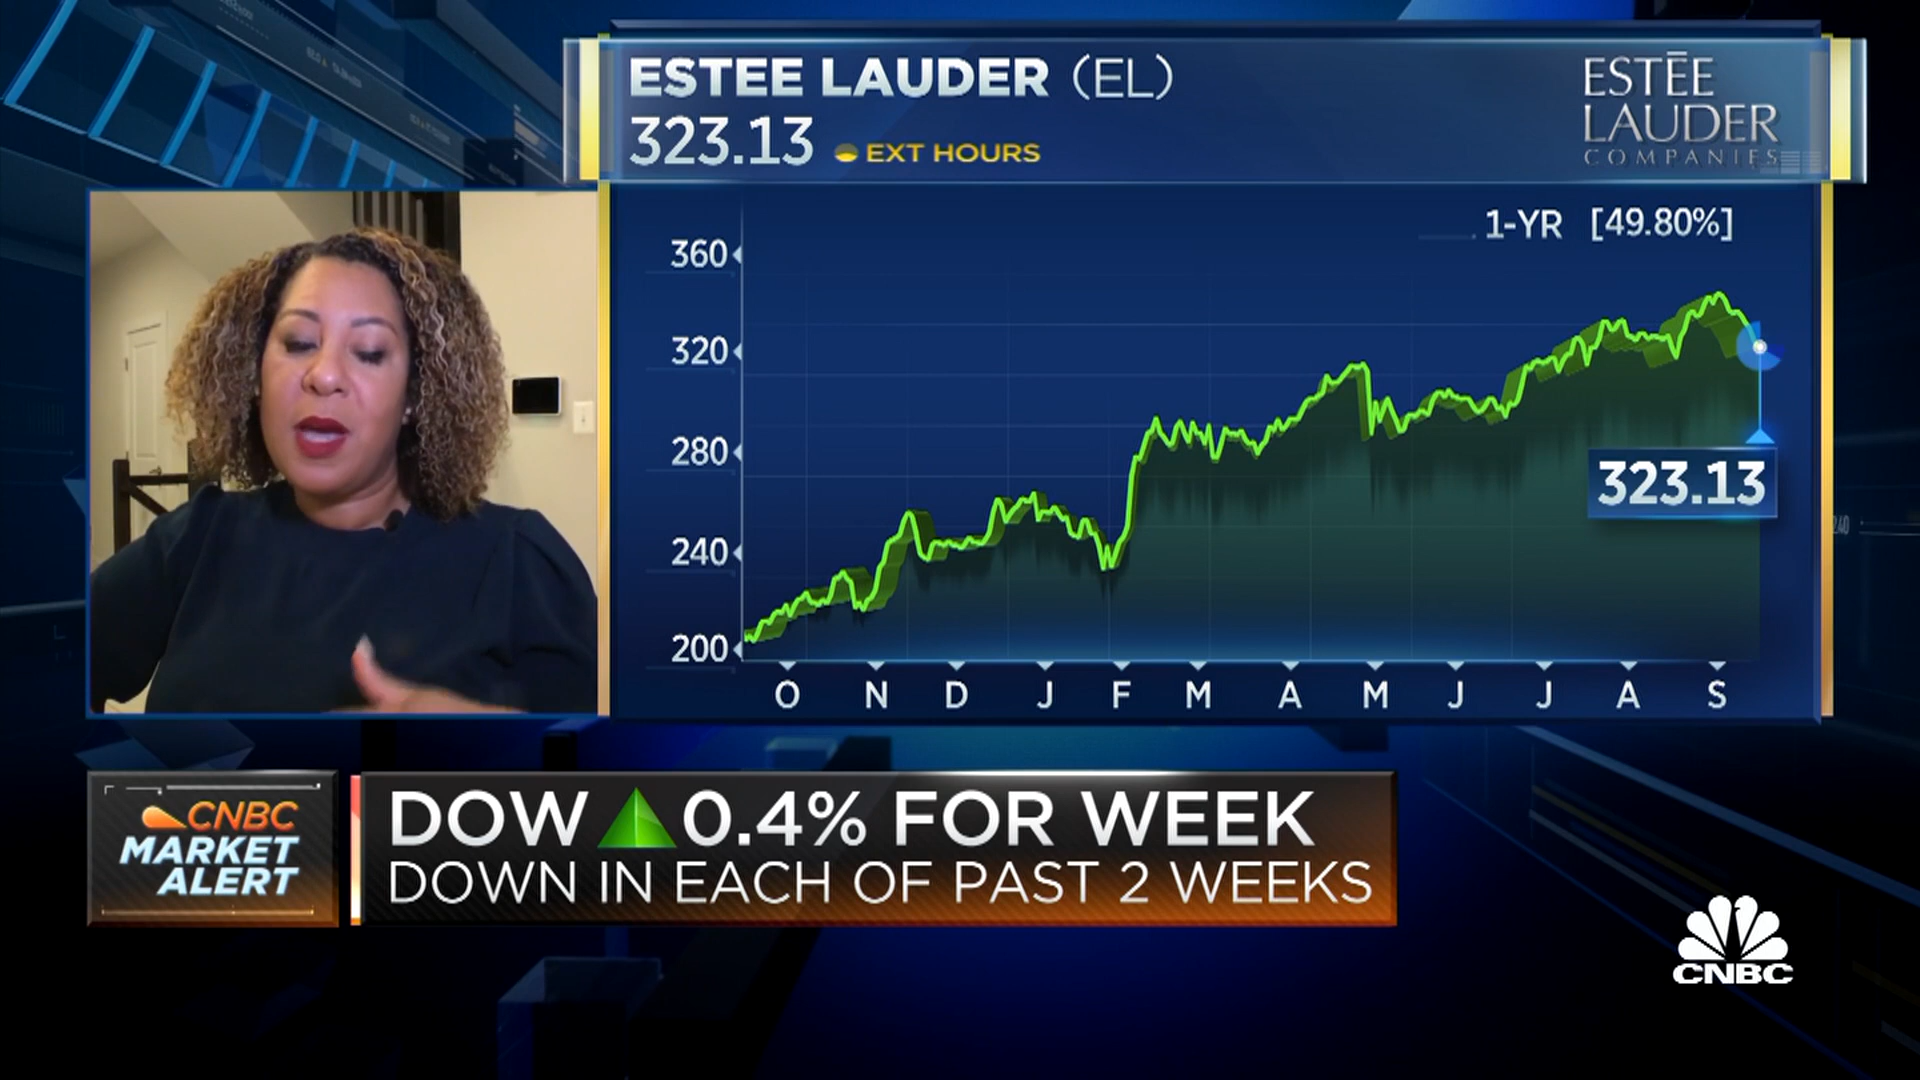 ESTEE LAUDER (EL)
323.13 EXT HOURS
ESTĒE
LAUDER
COMPANIES
1-YR [49.80%]
360
320
280
240
200
323.13
O N D J F M A M J J A S
CNBC
MARKET
ALERT
DOW 0.4% FOR WEEK
DOWN IN EACH OF PAST 2 WEEKS
CNBC